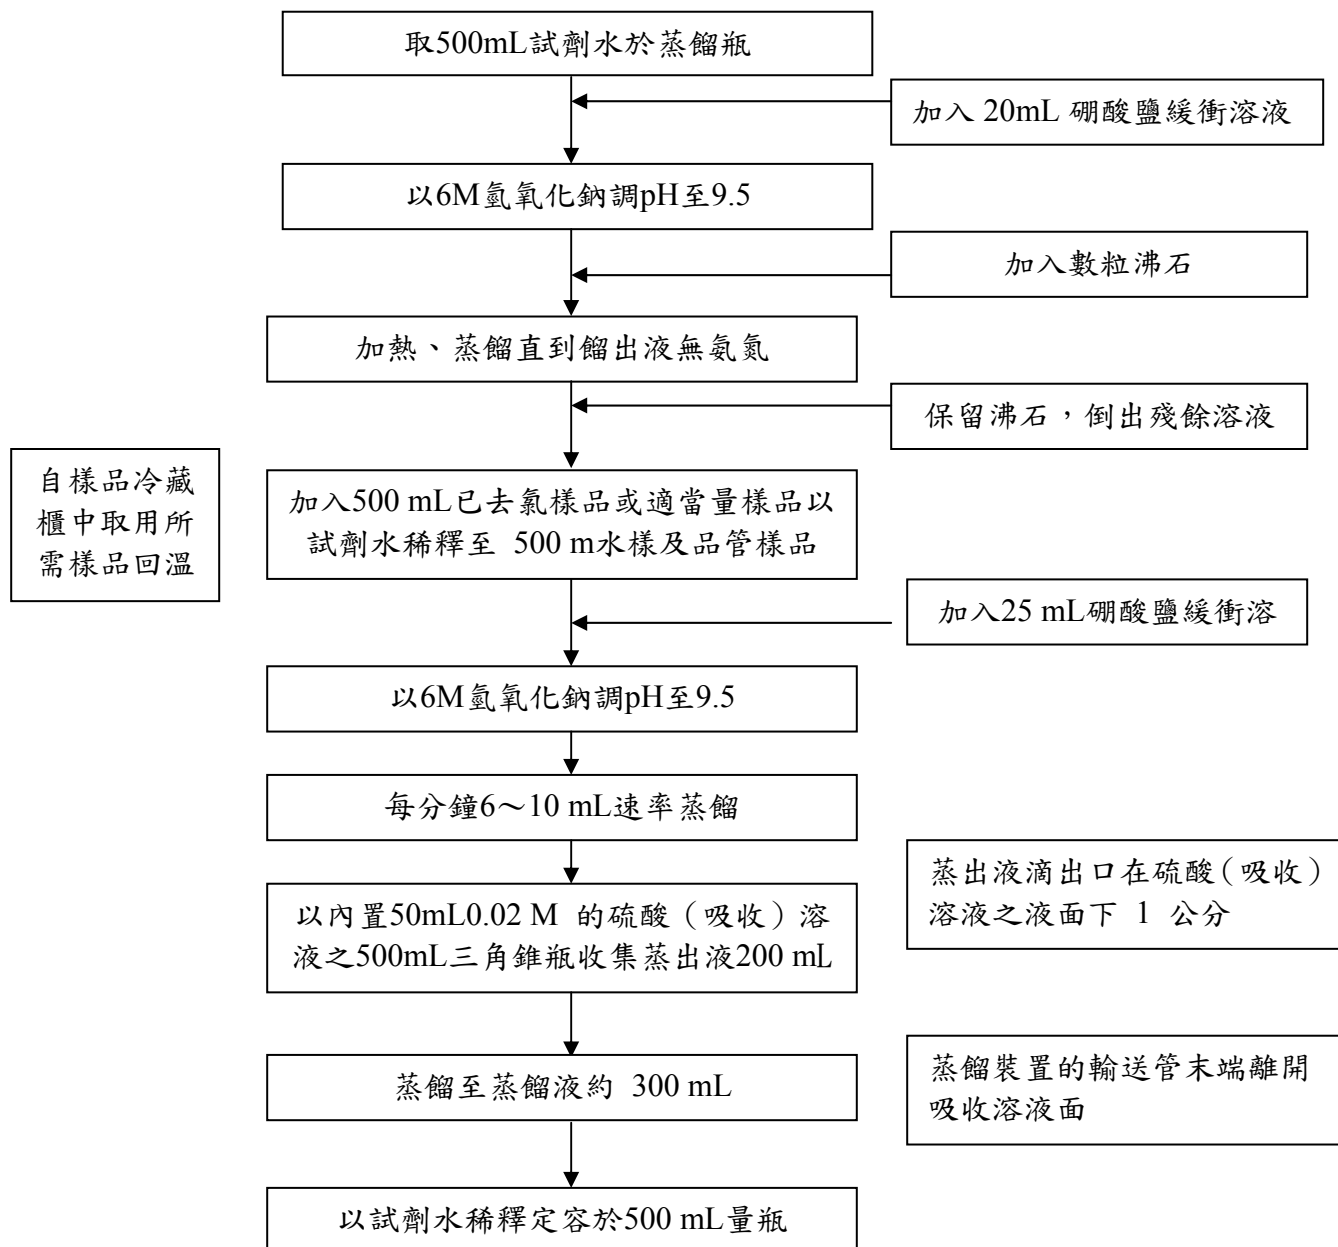 取500mL試劑水於蒸餾瓶
加入 20mL 硼酸鹽緩衝溶液
以6M氫氧化鈉調pH至9.5
加入數粒沸石
加熱、蒸餾直到餾出液無氨氮
保留沸石，倒出殘餘溶液
自樣品冷藏
櫃中取用所
需樣品回溫
加入500 mL已去氯樣品或適當量樣品以
試劑水稀釋至 500 m水樣及品管樣品
加入25 mL硼酸鹽緩衝溶
以6M氫氧化鈉調pH至9.5
每分鐘6～10 mL速率蒸餾
蒸出液滴出口在硫酸（吸收）
溶液之液面下 1 公分
以內置50mL0.02 M 的硫酸（吸收）溶
液之500mL三角錐瓶收集蒸出液200 mL
蒸餾至蒸餾液約 300 mL
蒸餾裝置的輸送管末端離開
吸收溶液面
以試劑水稀釋定容於500 mL量瓶